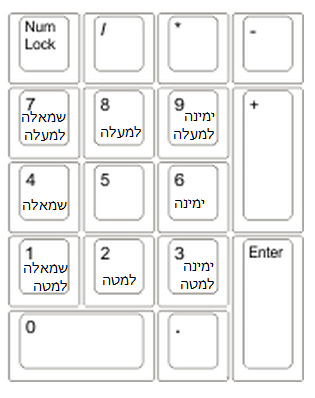 Num
Lock
/
*
-
7
שמאלה
למעלה
8
למעלה
9
ימינה
למעלה
+
4
שמאלה
5
6
ימינה
1
שמאלה
למטה
2
למטה
3
ימינה
למטה
Enter
0
.